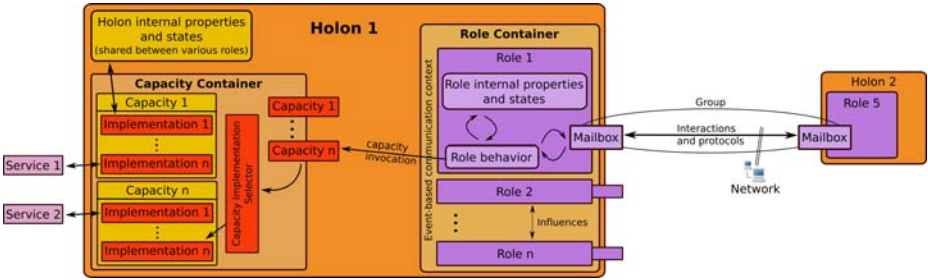 Holon internal properties
and states
(shared between various roles)
Holon 1
Capacity Container
Capacity 1
Implementation 1
Implementation n
Capacity n
Implementation 1
Implementation n
Capacity Implementation
Selector
Capacity 1
Capacity n
Service 1
Service 2
capacity
invocation
Role Container
Event-based communication context
Role 1
Role internal properties
and states
Role behavior
Mailbox
Role 2
Influences
Role n
Group
Interactions
and protocols
Network
Holon 2
Role 5
Mailbox